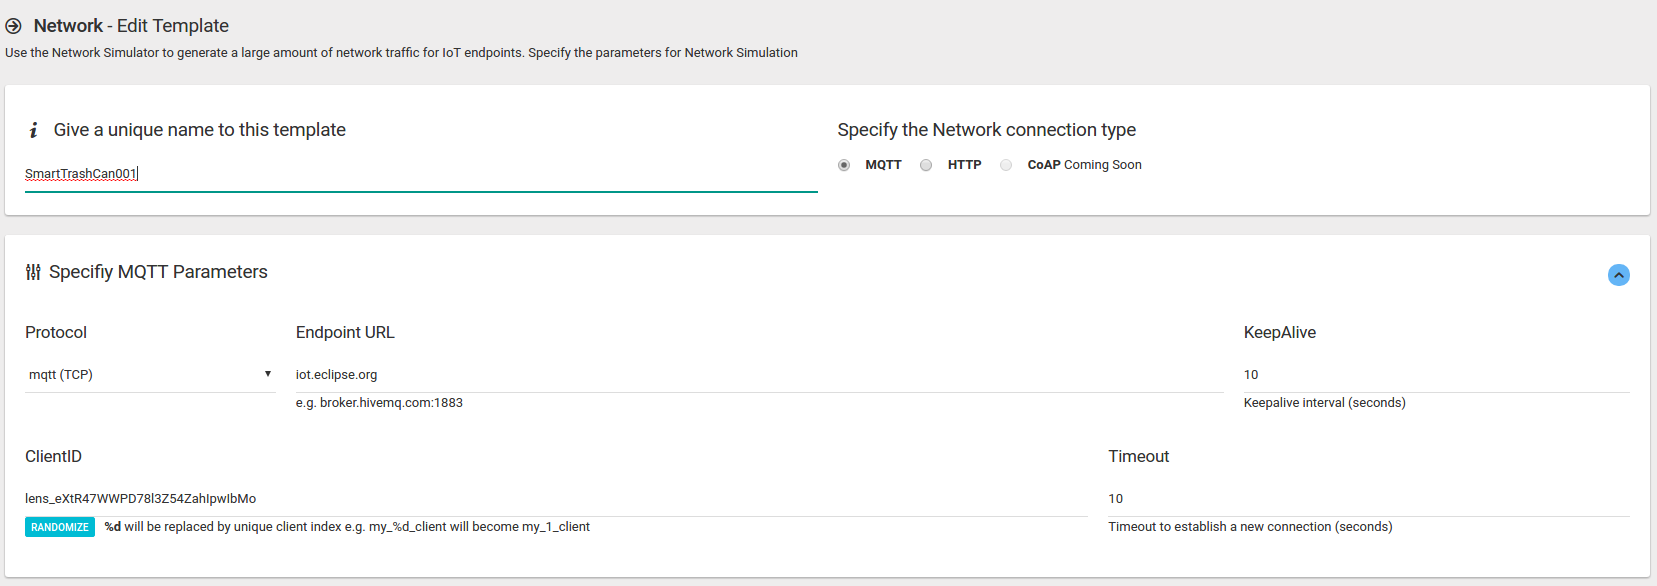 Network - Edit Template
Use the Network Simulator to generate a large amount of network traffic for IoT endpoints. Specify the parameters for Network Simulation
Give a unique name to this template
SmartTrashCan001
Specify the Network connection type
MQTT HTTP CoAP Coming Soon
Specifiy MQTT Parameters
Protocol
mqtt (TCP)
Endpoint URL
iot.eclipse.org
e.g. broker.hivemq.com:1883
KeepAlive
10
Keepalive interval (seconds)
ClientID
lens_eXtR47WWPD78l3Z54ZahIpwIbMo
RANDOMIZE %d will be replaced by unique client index e.g. my_%d_client will become my_1_client
Timeout
10
Timeout to establish a new connection (seconds)